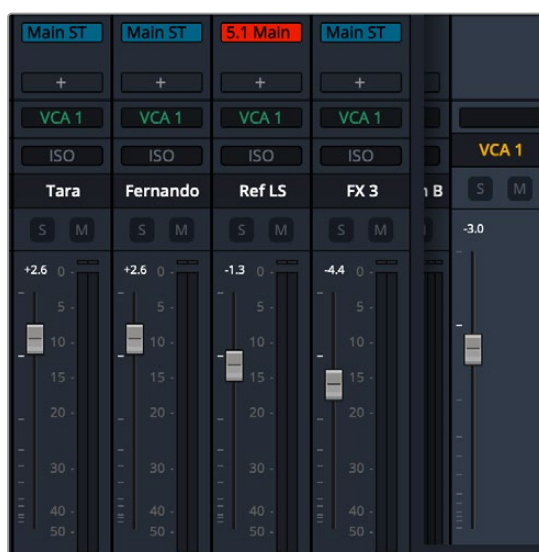 Main ST Main ST 5.1 Main Main ST
+ + + +
VCA 1 VCA 1 VCA 1 VCA 1
ISO ISO ISO ISO VCA 1
Tara Fernando Ref LS FX 3 B S M
S M S M S M S M
-3.0
+2.6 0 +2.6 0 -1.3 0 -4.4 0
5 5 5 5
10 10 10 10
15 15 15 15
20 20 20 20
30 30 30 30
40 40 40 40
50 50 50 50